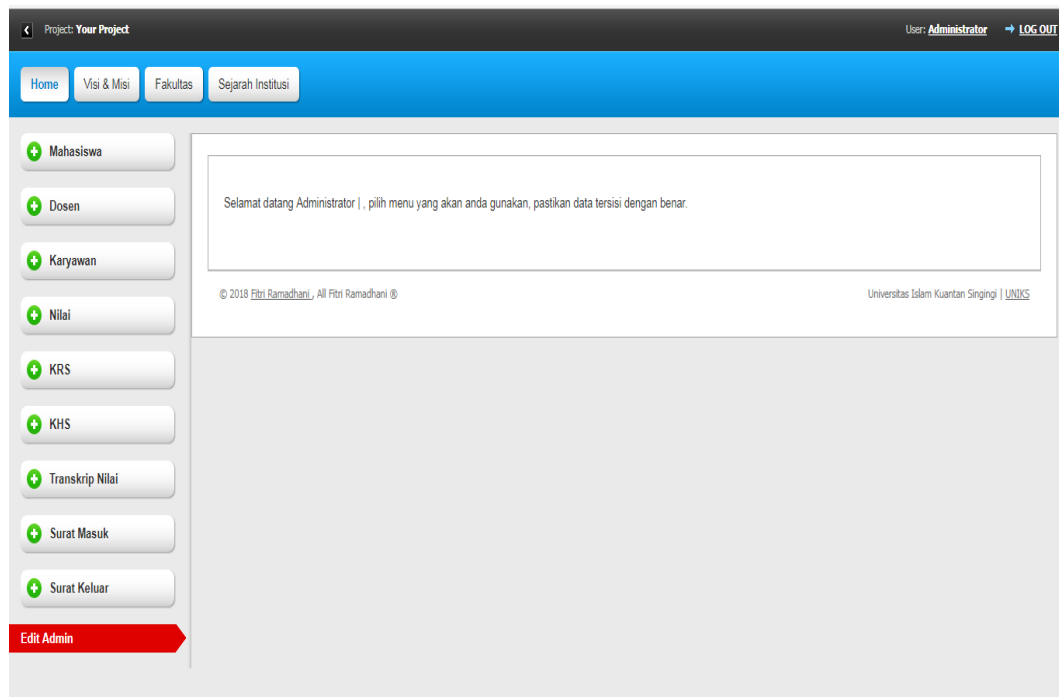 Project: Your Project
User: Administrator LOG OUT
Home Visi & Misi Fakultas Sejarah Institusi
Mahasiswa
Dosen
Karyawan
Nilai
KRS
KHS
Transkrip Nilai
Surat Masuk
Surat Keluar
Edit Admin
Selamat datang Administrator | , pilih menu yang akan anda gunakan, pastikan data tersisi dengan benar.
© 2018 Fitri Ramadhani , All Fitri Ramadhani ®
Universitas Islam Kuantan Singingi | UNIKS